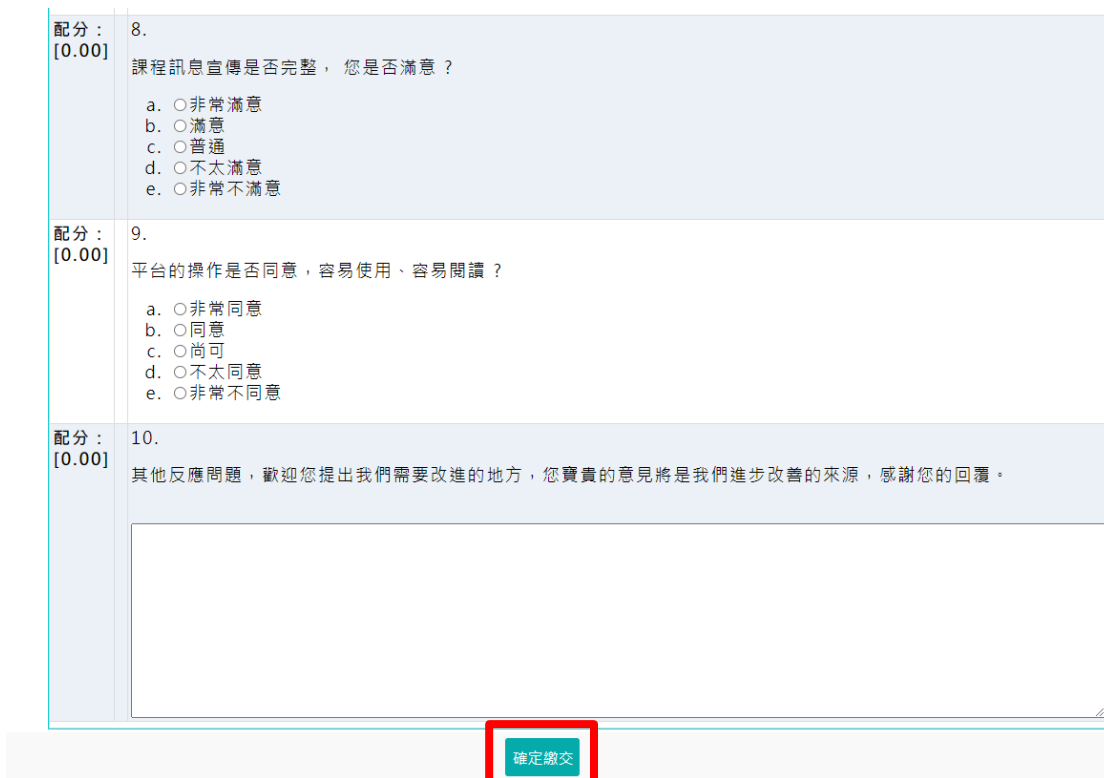 配分：
[0.00]
8.
課程訊息宣傳是否完整， 您是否滿意？
a. ○非常滿意
b. ○滿意
c. ○普通
d. ○不太滿意
e. ○非常不滿意
配分：
[0.00]
9.
平台的操作是否同意，容易使用、容易閱讀？
a. ○非常同意
b. ○同意
c. ○尚可
d. ○不太同意
e. ○非常不同意
配分：
[0.00]
10.
其他反應問題，歡迎您提出我們需要改進的地方，您寶貴的意見將是我們進步改善的來源，感謝您的回覆。
確定繳交